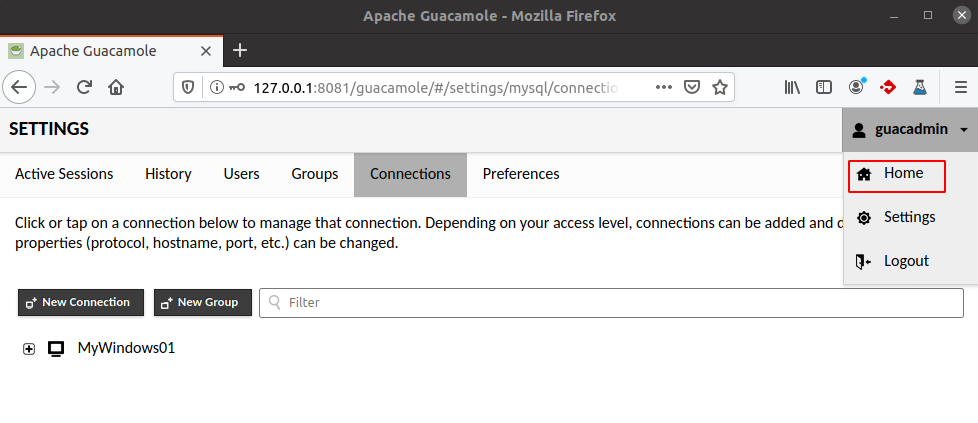 Apache Guacamole - Mozilla Firefox
Apache Guacamole
127.0.0.1:8081/guacamole/#/settings/mysql/connectio
SETTINGS
guacadmin
Active Sessions History Users Groups Connections Preferences
Home
Settings
Logout
Click or tap on a connection below to manage that connection. Depending on your access level, connections can be added and d
properties (protocol, hostname, port, etc.) can be changed.
New Connection New Group Filter
MyWindows01